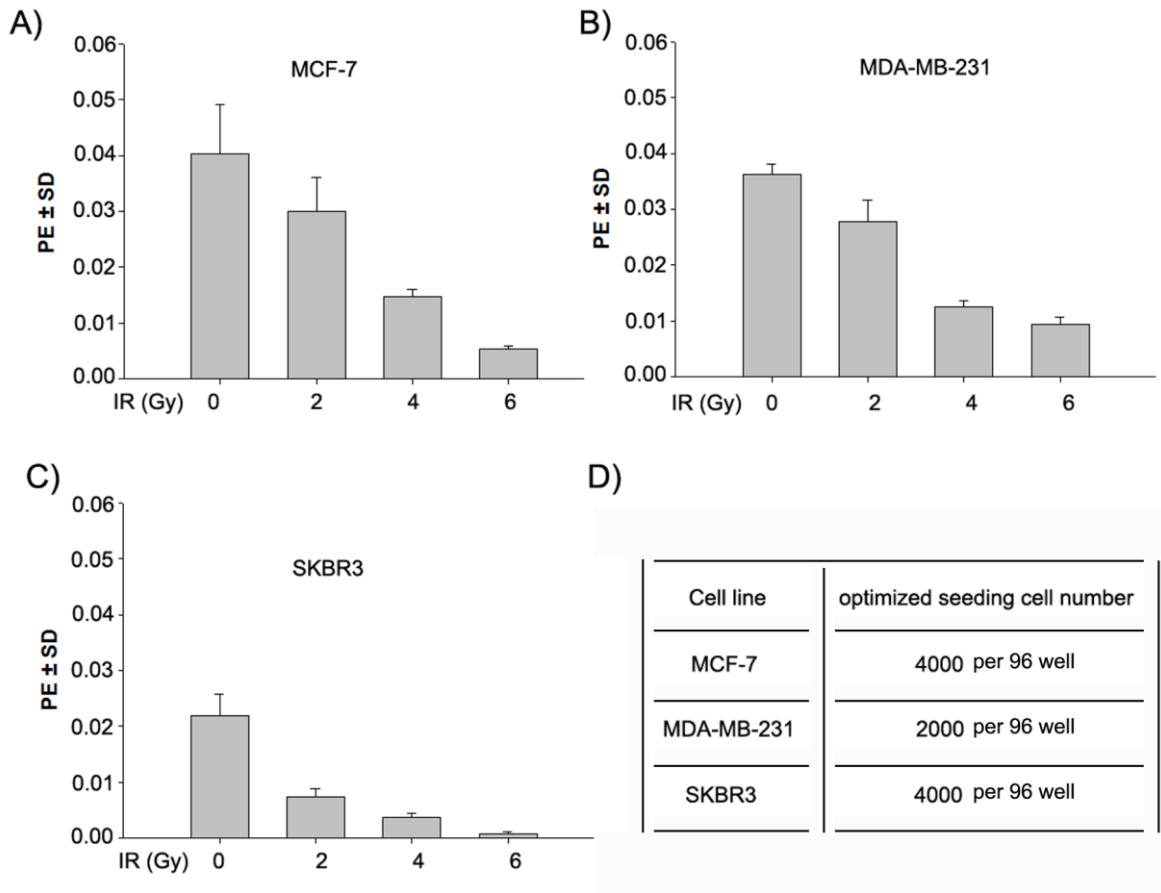 A)
MCF-7
PE ± SD
0.06
0.05
0.04
0.03
0.02
0.01
0.00
IR (Gy) 0 2 4 6
B)
MDA-MB-231
PE ± SD
0.06
0.05
0.04
0.03
0.02
0.01
0.00
IR (Gy) 0 2 4 6
C)
SKBR3
PE ± SD
0.06
0.05
0.04
0.03
0.02
0.01
0.00
IR (Gy) 0 2 4 6
D)
Cell line optimized seeding cell number
MCF-7 4000 per 96 well
MDA-MB-231 2000 per 96 well
SKBR3 4000 per 96 well